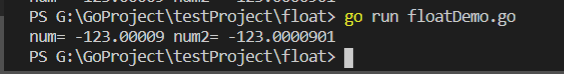 PS G:\GoProject\testProject\float> go run floatDemo.go
num= -123.00009 num2= -123.0000901
PS G:\GoProject\testProject\float>